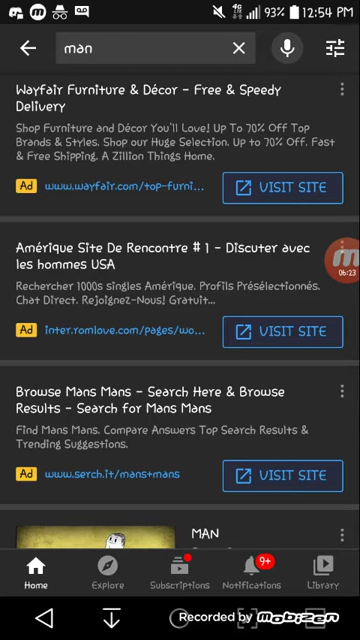 93% 12:54 PM
man
Wayfair Furniture & Décor - Free & Speedy
Delivery
Shop Furniture and Décor You'll Love! Up To 70% Off Top
Brands & Styles. Shop our Huge Selection. Up to 70% Off. Fast
& Free Shipping. A Zillion Things Home.
Ad www.wayfair.com/top-furni... VISIT SITE
Amérique Site De Rencontre #1 - Discuter avec
les hommes USA
Rechercher 1000s singles Amérique. Profils Présélectionnés.
Chat Direct. Rejoignez-Nous! Gratuit...
06:23
Ad inter.romlove.com/pages/wo... VISIT SITE
Browse Mans Mans - Search Here & Browse
Results - Search for Mans Mans
Find Mans Mans. Compare Answers Top Search Results &
Trending Suggestions.
Ad www.serch.it/mans+mans VISIT SITE
MAN
9+
Home Explore Subscriptions Notifications Library
Recorded by Mobizen